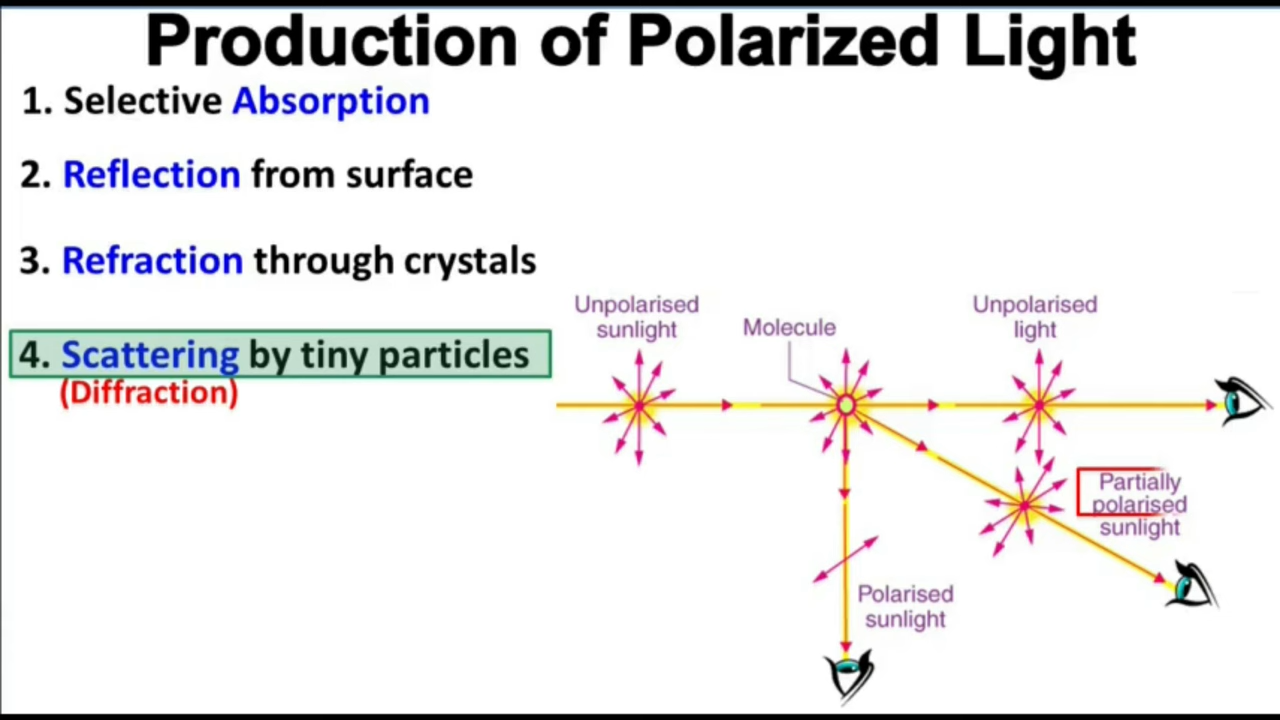 Production of Polarized Light
1. Selective Absorption
2. Reflection from surface
3. Refraction through crystals
4. Scattering by tiny particles
(Diffraction)
Unpolarised
sunlight
Molecule
Unpolarised
light
Partially
polarised
sunlight
Polarised
sunlight